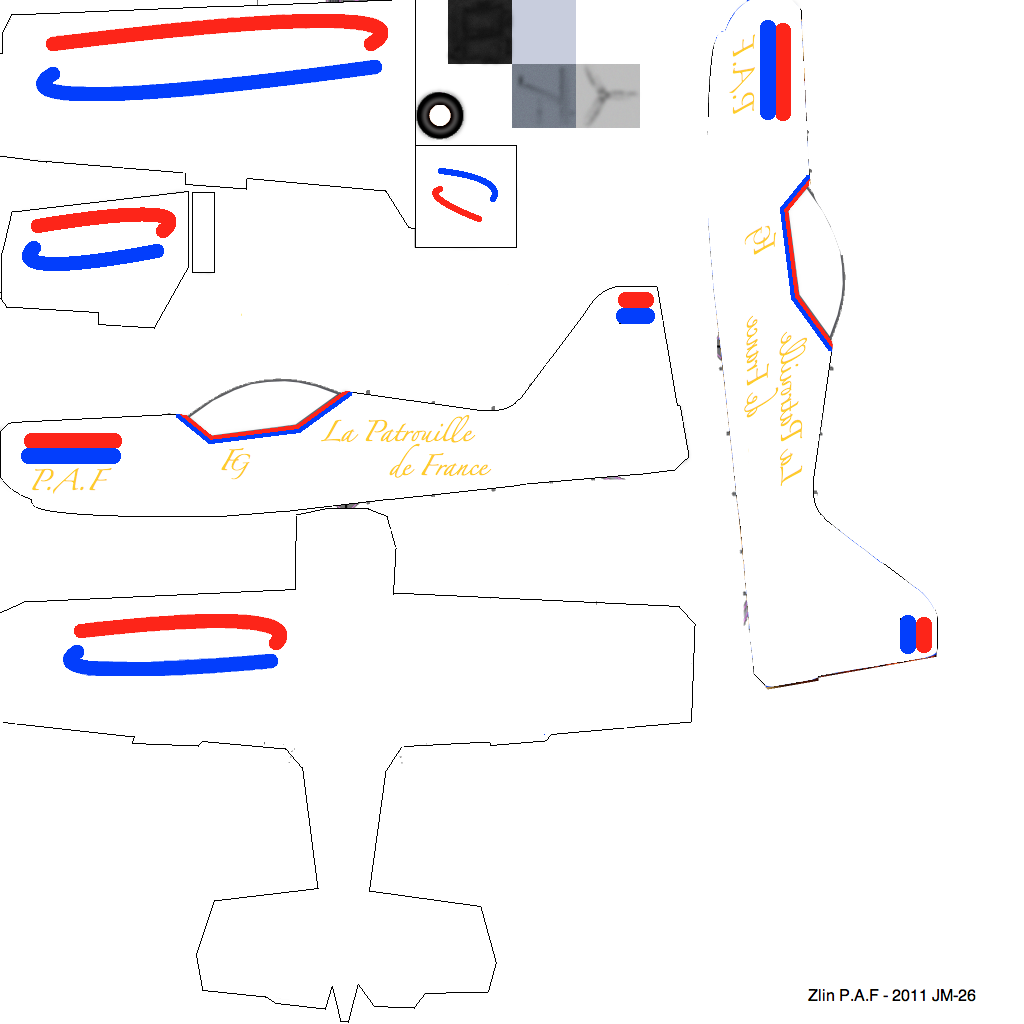 P.A.F
FG
La Patrouille
de France
P.A.F
FG
La Patrouille
de France
Zlin P.A.F - 2011 JM-26